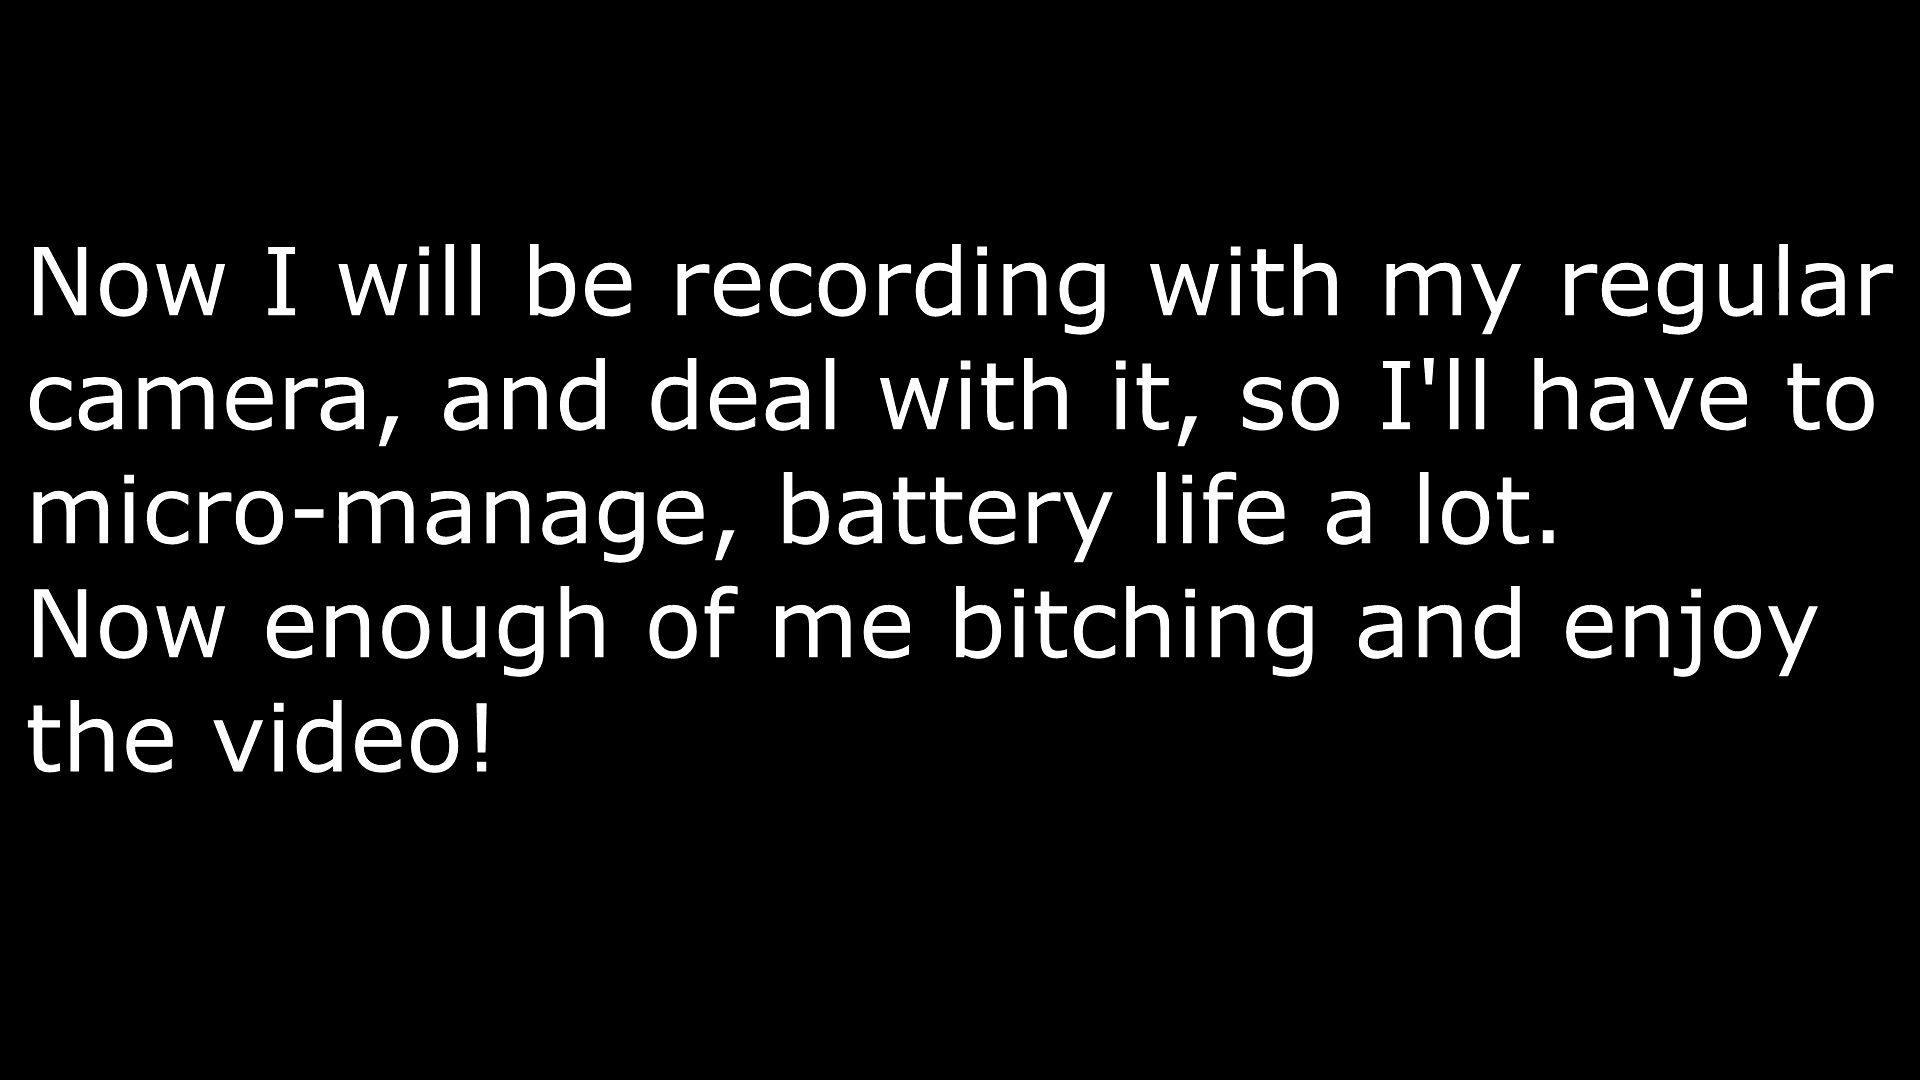 Now I will be recording with my regular
camera, and deal with it, so I'll have to
micro-manage, battery life a lot.
Now enough of me bitching and enjoy
the video!